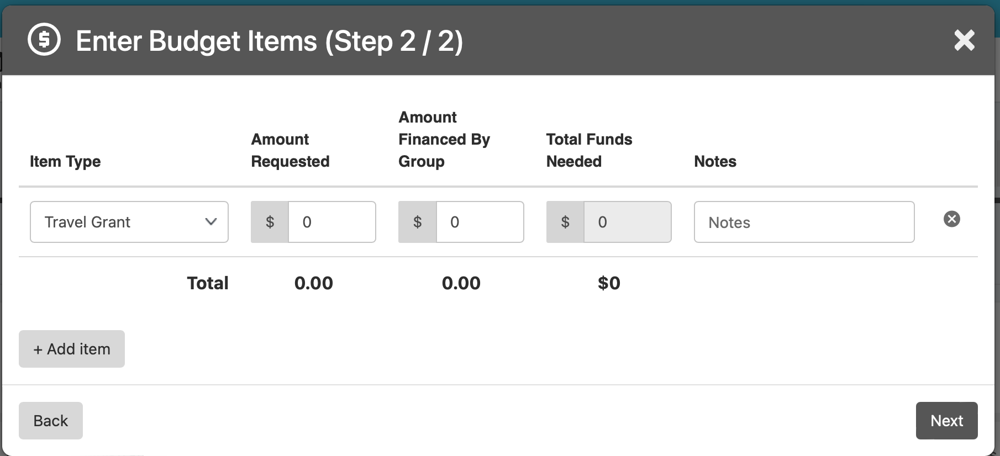 Enter Budget Items (Step 2 / 2)
Item Type
Amount
Requested
Amount
Financed By
Group
Total Funds
Needed
Notes
Travel Grant
$ 0
$ 0
$ 0
Notes
Total 0.00 0.00 $0
+ Add item
Back
Next